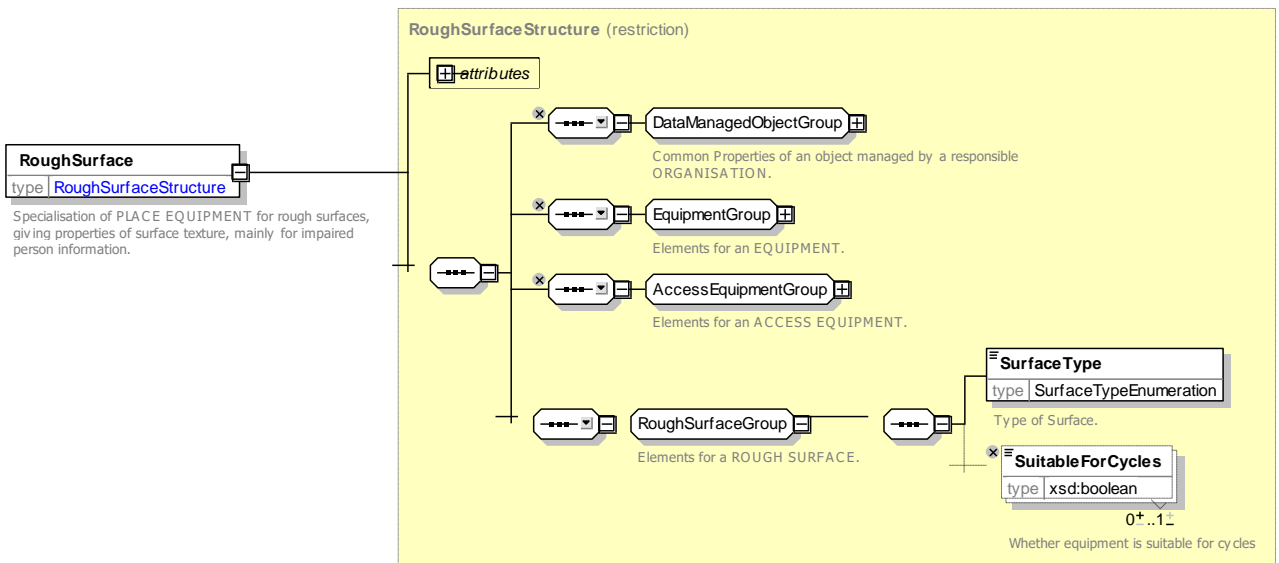 RoughSurfaceStructure (restriction)
attributes
DataManagedObjectGroup
Common Properties of an object managed by a responsible
ORGANISATION.
RoughSurface
type RoughSurfaceStructure
Specialisation of PLACE EQUIPMENT for rough surfaces,
giving properties of surface texture, mainly for impaired
person information.
EquipmentGroup
Elements for an EQUIPMENT.
AccessEquipmentGroup
Elements for an ACCESS EQUIPMENT.
SurfaceType
type SurfaceTypeEnumeration
Type of Surface.
RoughSurfaceGroup
Elements for a ROUGH SURFACE.
SuitableForCycles
type xsd:boolean
0±..1±
Whether equipment is suitable for cycles